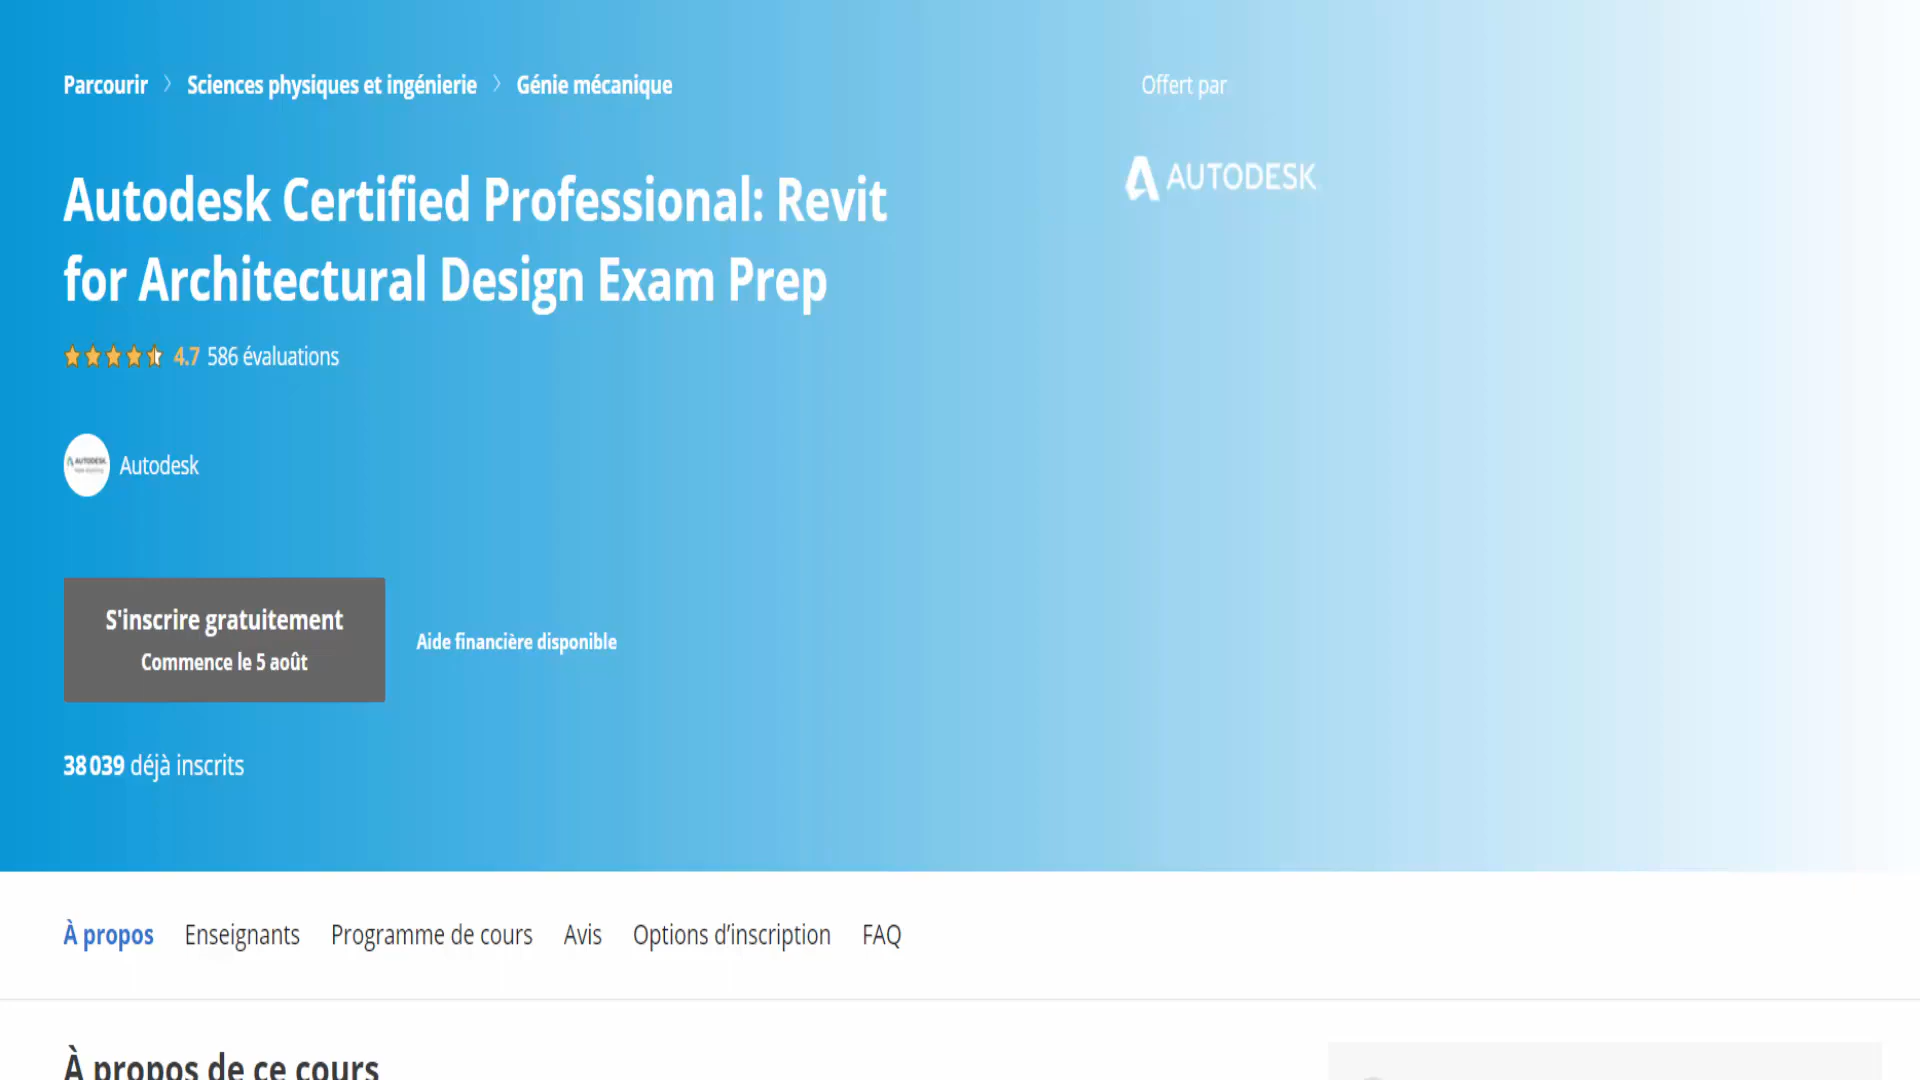 Parcourir > Sciences physiques et ingénierie > Génie mécanique
Offert par
AUTODESK
Autodesk Certified Professional: Revit
for Architectural Design Exam Prep
4.7 586 évaluations
AUTODESK
Autodesk
S'inscrire gratuitement
Commence le 5 août
Aide financière disponible
38 039 déjà inscrits
À propos
Enseignants
Programme de cours
Avis
Options d'inscription
FAQ
À propos de ce cours